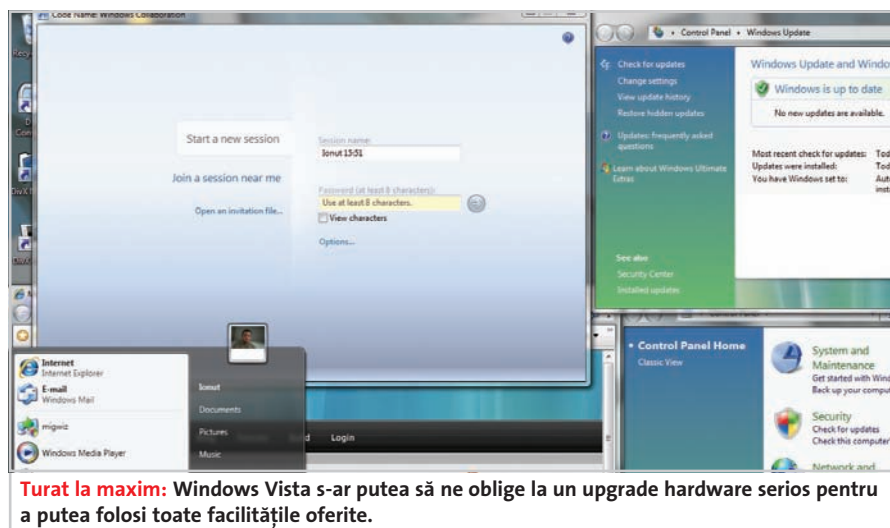 Code Name: Windows Collaboration
Start a new session
Join a session near me
Open an invitation file...
Session name:
Ionut 15:51
Password (at least 8 characters):
Use at least 8 characters.
View characters
Options...
Control Panel
Windows Update
Check for updates
Change settings
View update history
Restore hidden updates
Updates: frequently asked
questions
Learn about Windows Ultimate
Extras
See also
Security Center
Installed updates
Windows Update and Windo
Windows is up to date
No new updates are available.
Most recent check for updates: Tod
Updates were installed: Tod
You have Windows set to: Aut
inst
Internet
Internet Explorer
E-mail
Windows Mail
migwiz
Windows Media Player
Ionut
Documents
Pictures
Music
Login
Control Panel Home
Classic View
System and
Maintenance
Get started with Wind
Back up your comput
Security
Check for updates
Check this computer
Network and
Turat la maxim: Windows Vista s-ar putea să ne oblige la un upgrade hardware serios pentru
a putea folosi toate facilitățile oferite.